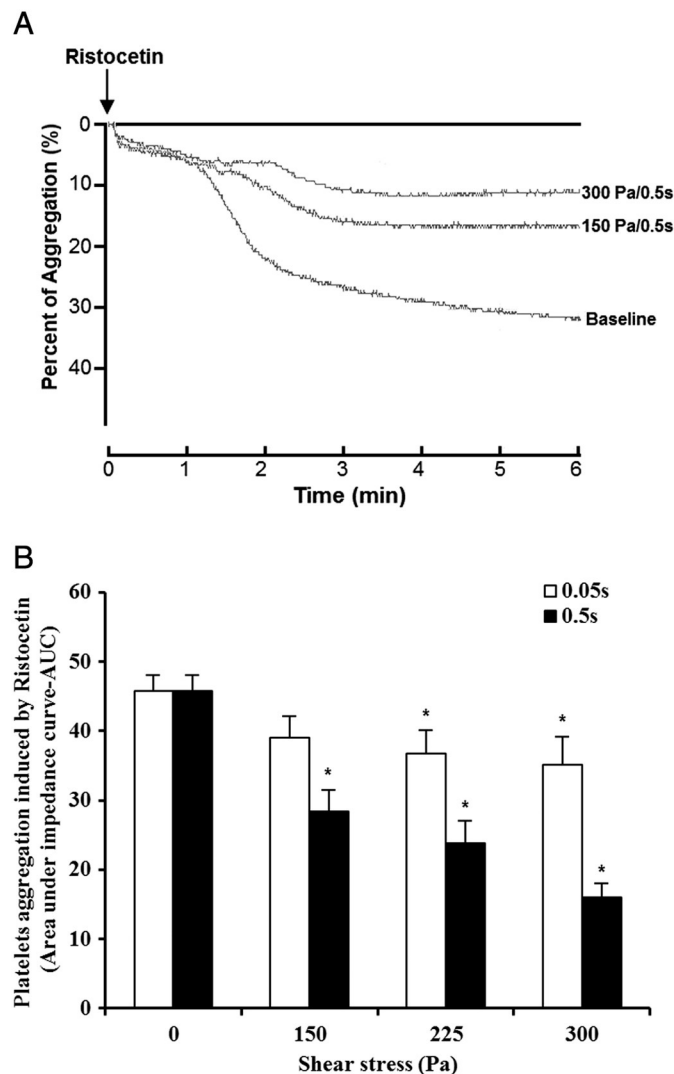 A
Ristocetin
Percent of Aggregation (%)
0
10
20
30
40
300 Pa/0.5s
150 Pa/0.5s
Baseline
0 1 2 3 4 5 6
Time (min)
B
Platelets aggregation induced by Ristocetin
(Area under impedance curve-AUC)
60
50
40
30
20
10
0
0.05s
0.5s
* * * * *
0 150 225 300
Shear stress (Pa)